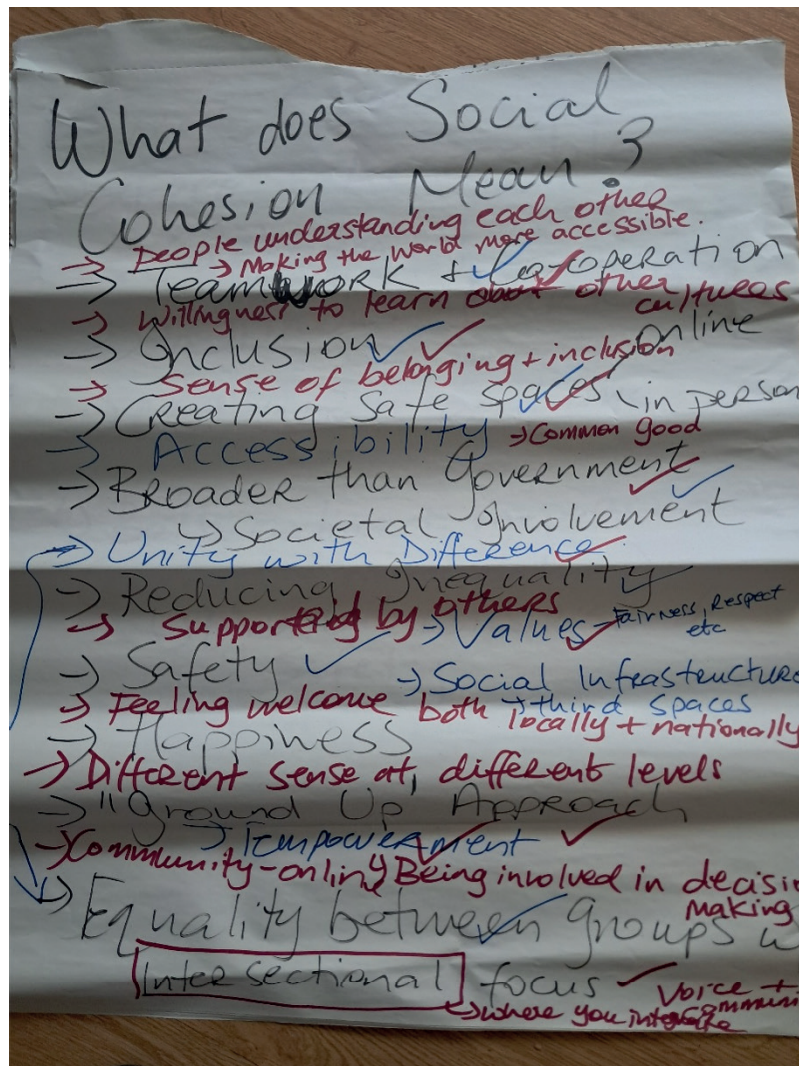 What does Social
Cohesion Mean?
→ People understanding each other
→ Making the World more accessible.
→ Teamwork + Co-operation
→ Willingness to learn about other cultures
→ Inclusion ✓ ✓
→ Sense of belonging + inclusion
→ Creating Safe Spaces ✓ ✓ online
in person
→ Accessibility → Common good
→ Broader than Government ✓ ✓
↳ Societal Involvement
→ Unity with Difference ✓
→ Reducing Inequality ✓
→ Supported by others
→ Values - Fairness, Respect
etc
→ Safety ✓
→ Social Infrastructure
→ third spaces
→ Feeling welcome both locally + nationally
→ Happiness
→ Different sense at, different levels
→ "Ground Up Approach
→ Empowerment ✓ ✓
→ Community - online
Being involved in
making
→ Equality between Groups
Intersectional focus ✓
Voice +
→ where you